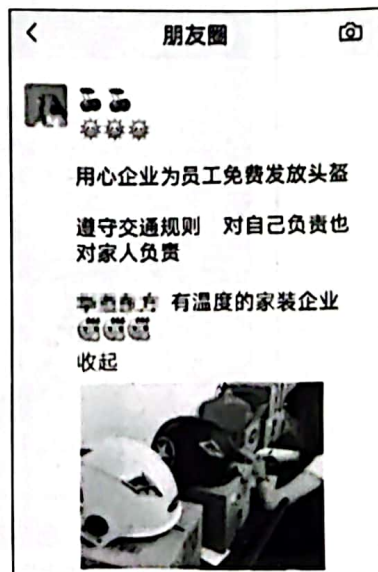 朋友圈
用心企业为员工免费发放头盔
遵守交通规则 对自己负责也
对家人负责
有温度的家装企业
收起